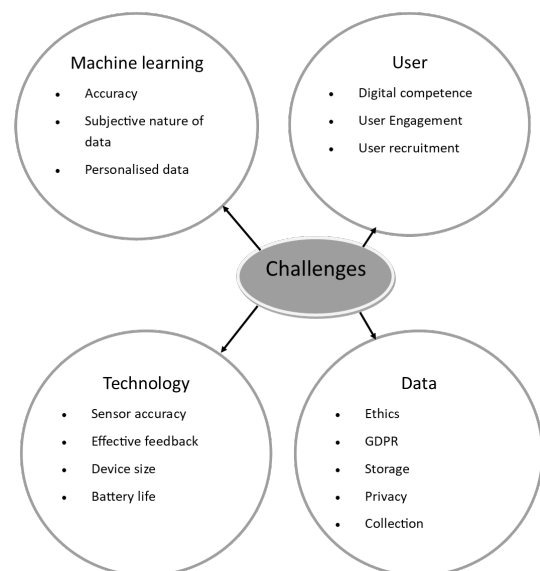 Machine learning
• Accuracy
• Subjective nature of
data
• Personalised data
User
• Digital competence
• User Engagement
• User recruitment
Challenges
Technology
• Sensor accuracy
• Effective feedback
• Device size
• Battery life
Data
• Ethics
• GDPR
• Storage
• Privacy
• Collection